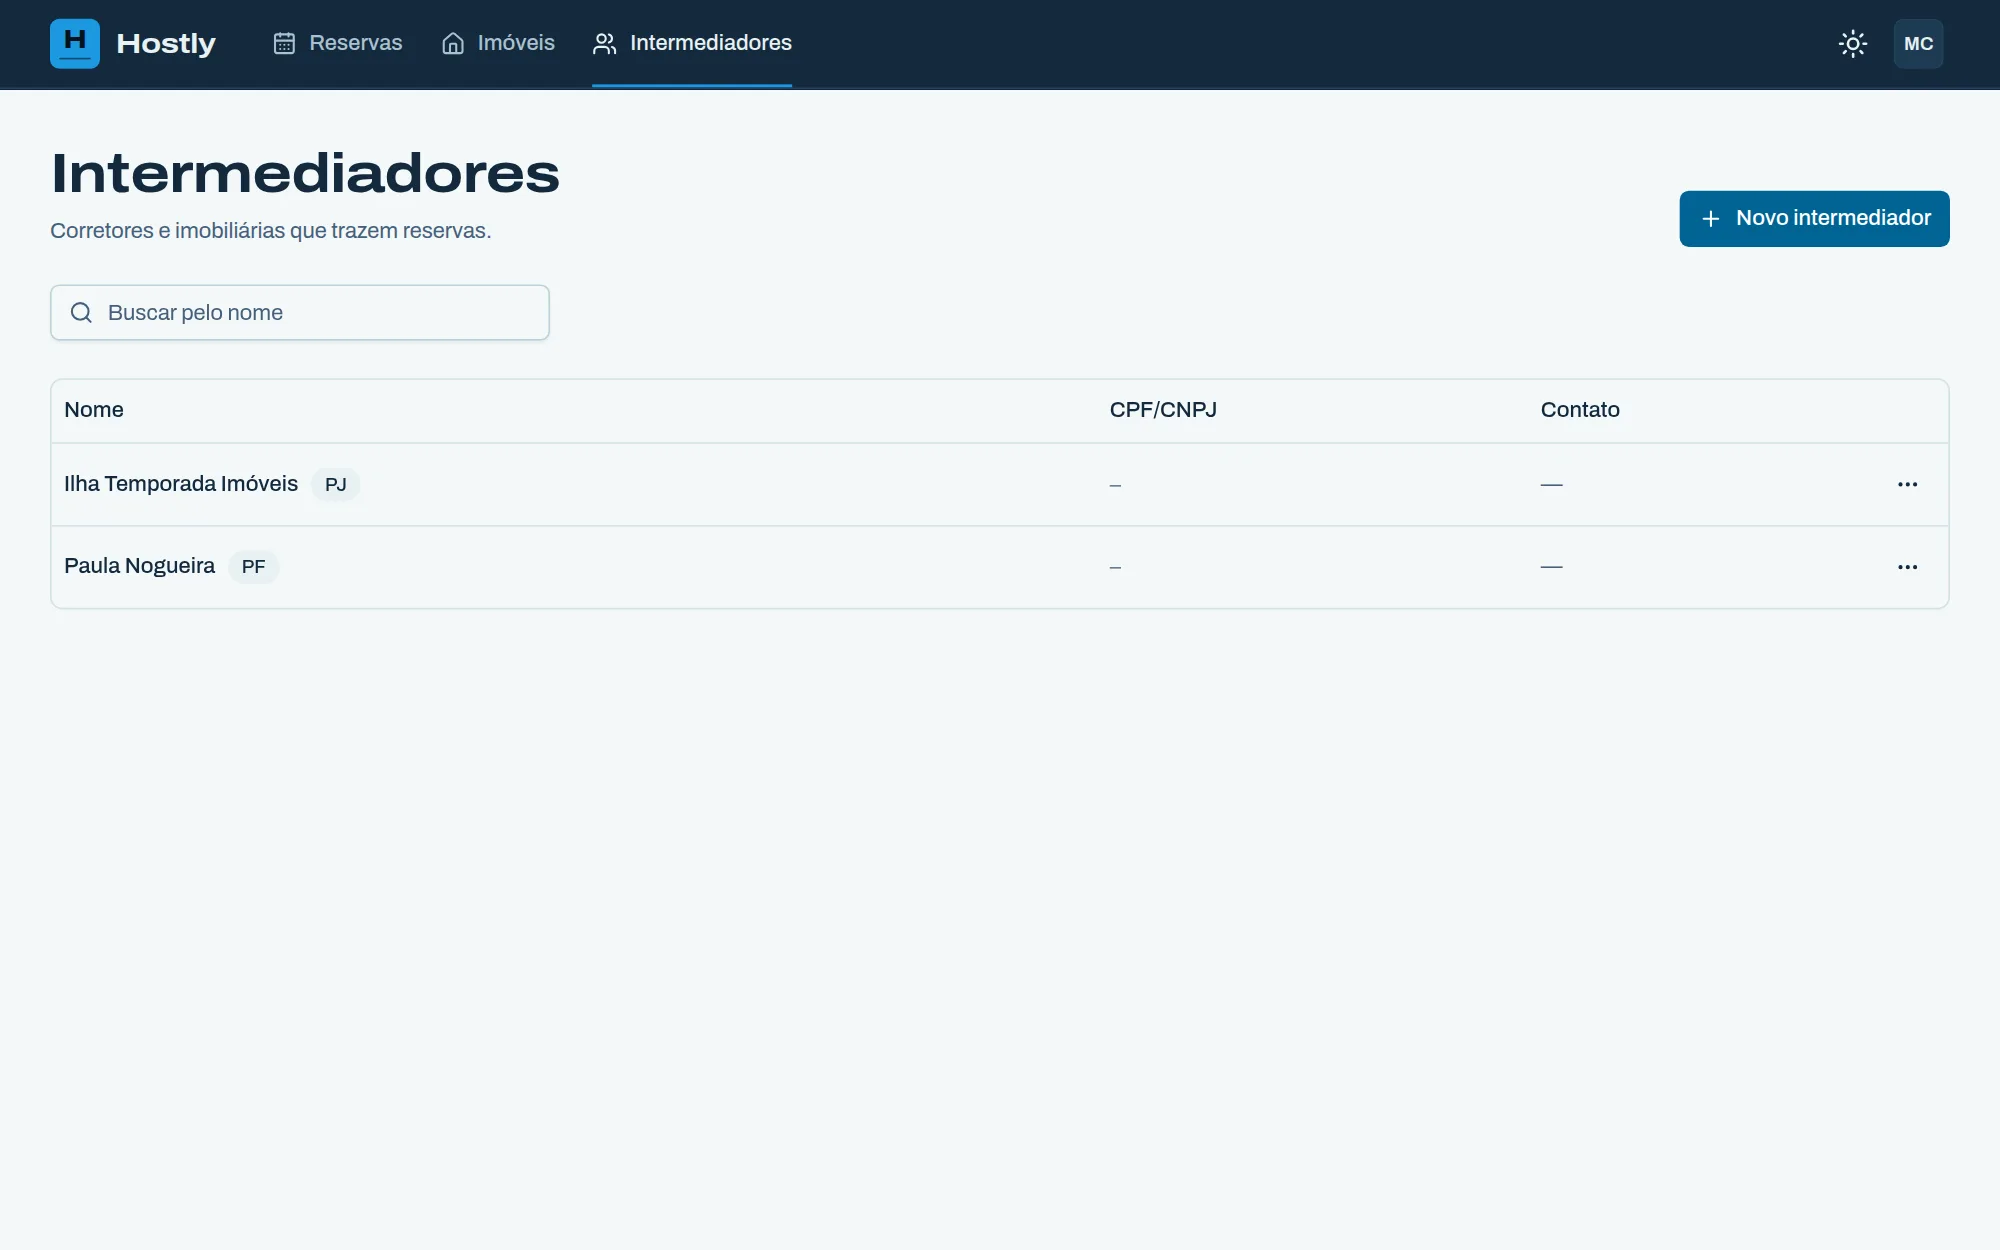 H Hostly Reservas Imóveis Intermediadores MC
Intermediadores
Corretores e imobiliárias que trazem reservas.
+ Novo intermediador
Buscar pelo nome
Nome CPF/CNPJ Contato
Ilha Temporada Imóveis PJ – — ...
Paula Nogueira PF – — ...